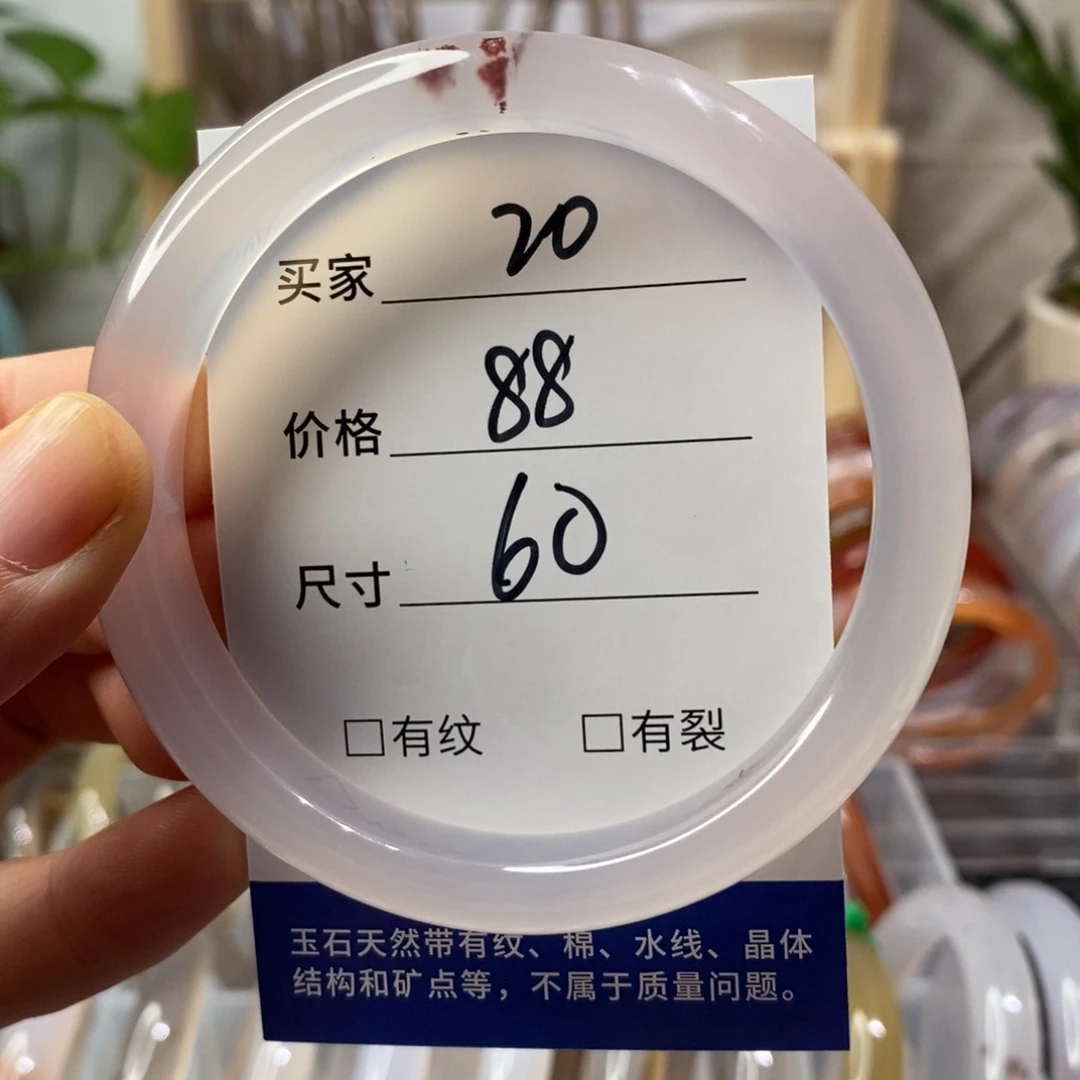 买家 20
价格 88
尺寸 60
□有纹 □有裂
玉石天然带有纹、棉、水线、晶体
结构和矿点等，不属于质量问题。